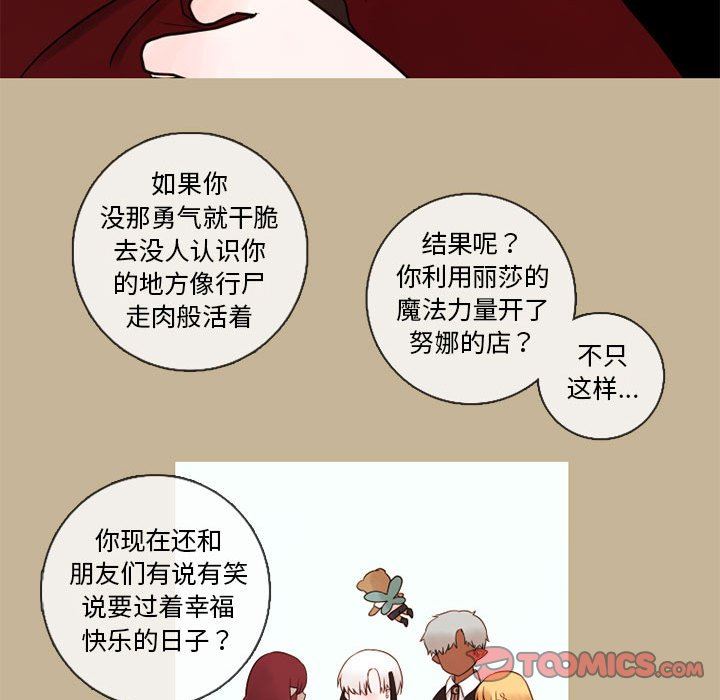 如果你
没那勇气就干脆
去没人认识你
的地方像行尸
走肉般活着
结果呢？
你利用丽莎的
魔法力量开了
努娜的店？
不只
这样...
你现在还和
朋友们有说有笑
说要过着幸福
快乐的日子？
TOOMICS.COM